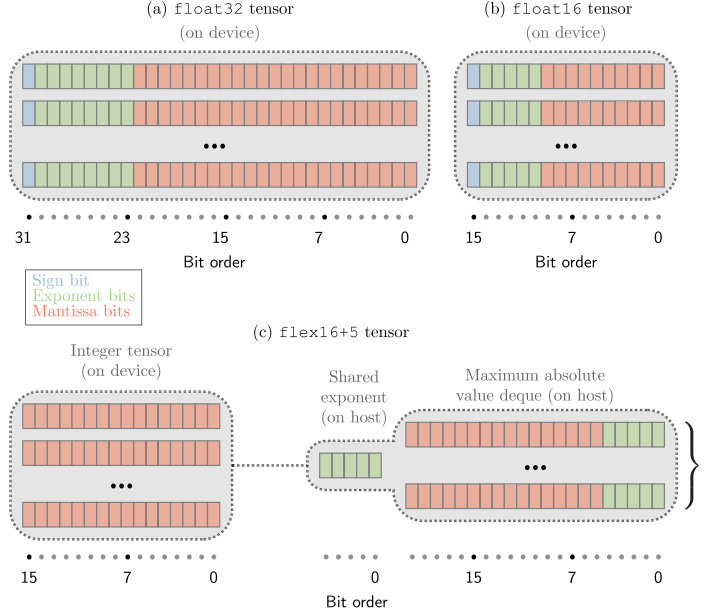 (a) float32 tensor
(on device)
(b) float16 tensor
(on device)
31 23 15 7 0
Bit order
15 7 0
Bit order
Sign bit
Exponent bits
Mantissa bits
(c) flex16+5 tensor
Integer tensor
(on device)
Shared
exponent
(on host)
Maximum absolute
value deque (on host)
15 7 0
0
15 7 0
Bit order